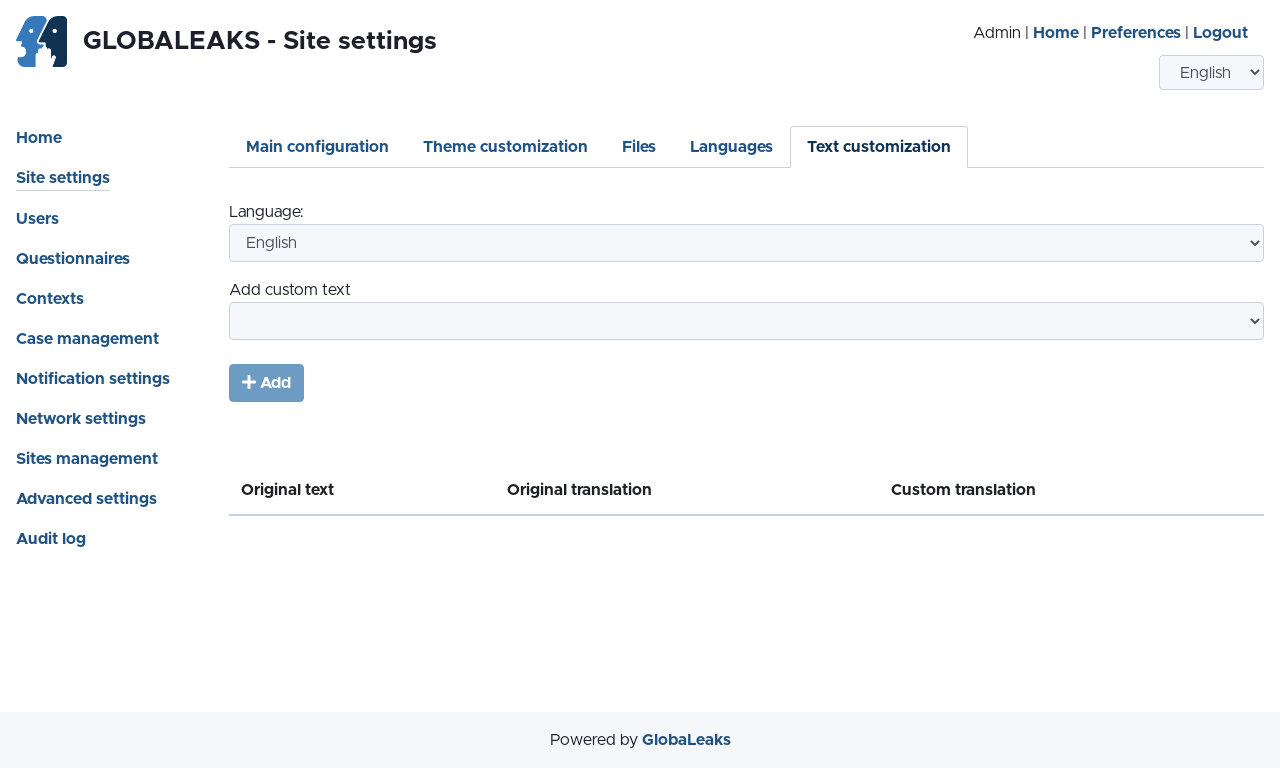 GLOBALEAKS - Site settings
Admin | Home | Preferences | Logout
English
Home
Site settings
Users
Questionnaires
Contexts
Case management
Notification settings
Network settings
Sites management
Advanced settings
Audit log
Main configuration
Theme customization
Files
Languages
Text customization
Language:
English
Add custom text
Add
Original text
Original translation
Custom translation
Powered by GlobaLeaks